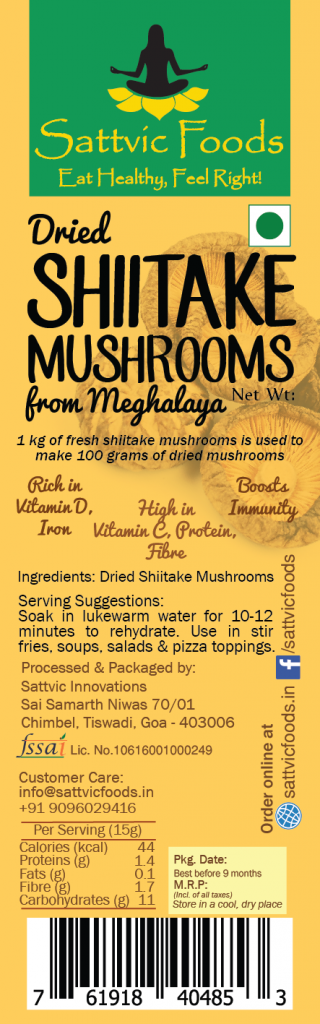 Sattvic Foods
Eat Healthy, Feel Right!
Dried
SHIITAKE
MUSHROOMS
from Meghalaya
Net Wt:
1 kg of fresh shiitake mushrooms is used to
make 100 grams of dried mushrooms
Rich in
Vitamin D,
Iron
High in
Vitamin C, Protein,
Fibre
Boosts
Immunity
Ingredients: Dried Shiitake Mushrooms
Serving Suggestions:
Soak in lukewarm water for 10-12
minutes to rehydrate. Use in stir
fries, soups, salads & pizza toppings.
Processed & Packaged by:
Sattvic Innovations
Sai Samarth Niwas 70/01
Chimbel, Tiswadi, Goa - 403006
fssai Lic. No.10616001000249
Customer Care:
info@sattvicfoods.in
+91 9096029416
Order online at
sattvicfoods.in
f /sattvicfoods
Per Serving (15g)
Calories (kcal) 44
Proteins (g) 1.4
Fats (g) 0.1
Fibre (g) 1.7
Carbohydrates (g) 11
Pkg. Date:
Best before 9 months
M.R.P:
(Incl. of all taxes)
Store in a cool, dry place
7 61918 40485 3